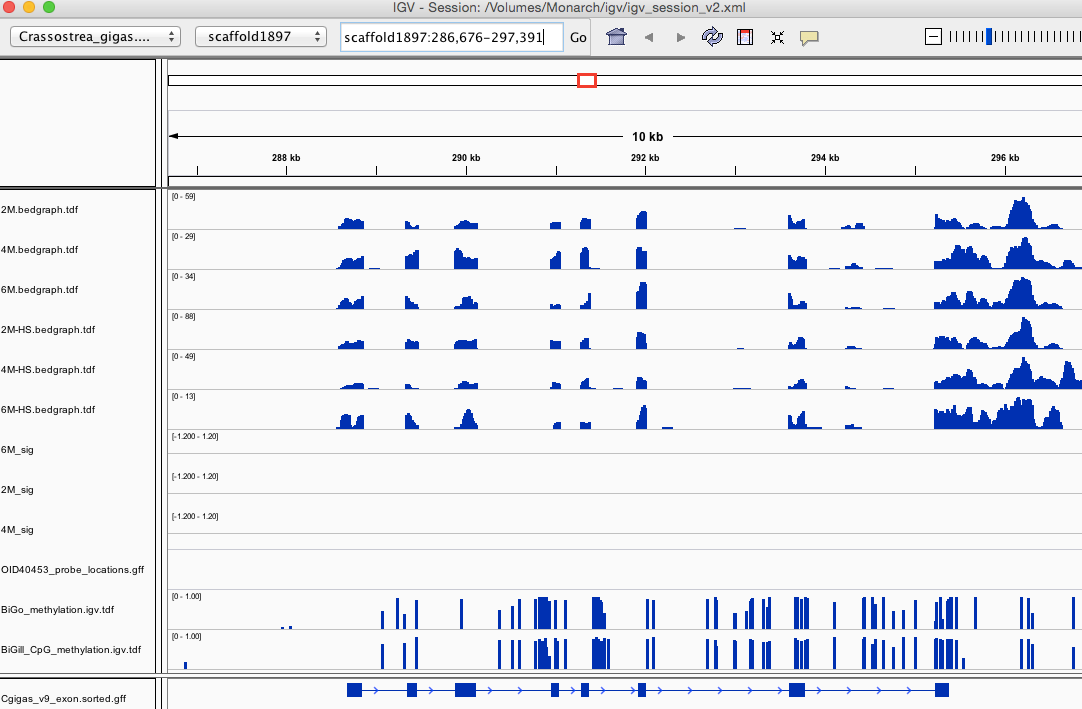 IGV - Session: /Volumes/Monarch/igv/igv_session_v2.xml
Crassostrea_gigas.... scaffold1897 scaffold1897:286,676-297,391 Go
10 kb
288 kb 290 kb 292 kb 294 kb 296 kb
2M.bedgraph.tdf [0 - 59]
4M.bedgraph.tdf [0 - 29]
6M.bedgraph.tdf [0 - 34]
2M-HS.bedgraph.tdf [0 - 88]
4M-HS.bedgraph.tdf [0 - 49]
6M-HS.bedgraph.tdf [0 - 13]
6M_sig [-1.200 - 1.20]
2M_sig [-1.200 - 1.20]
4M_sig [-1.200 - 1.20]
OID40453_probe_locations.gff
BiGo_methylation.igv.tdf [0 - 1.00]
BiGill_CpG_methylation.igv.tdf [0 - 1.00]
Cgigas_v9_exon.sorted.gff